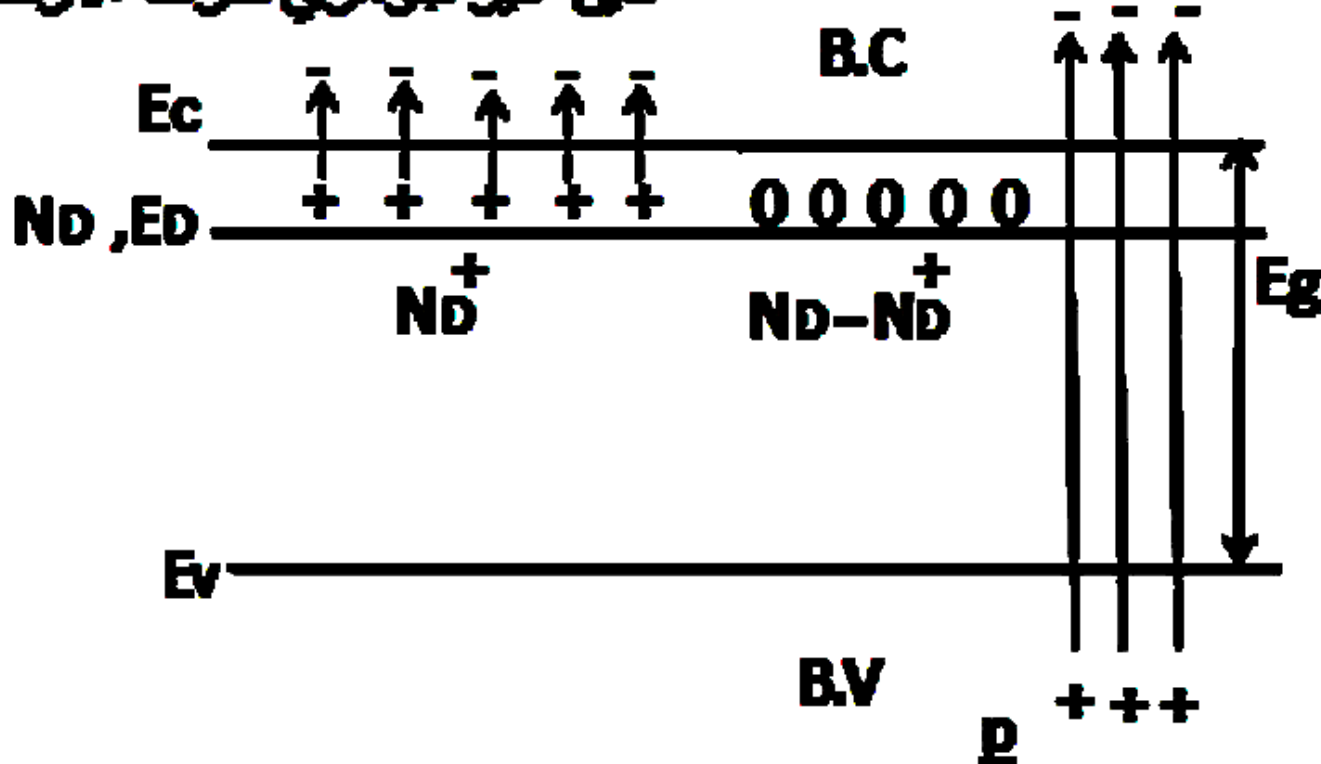 - - -
B.C
- - - - -
Ec
+ + + + +
0 0 0 0 0
ND ,ED
ND+
ND–ND+
Eg
Ev
B.V
p
+ + +